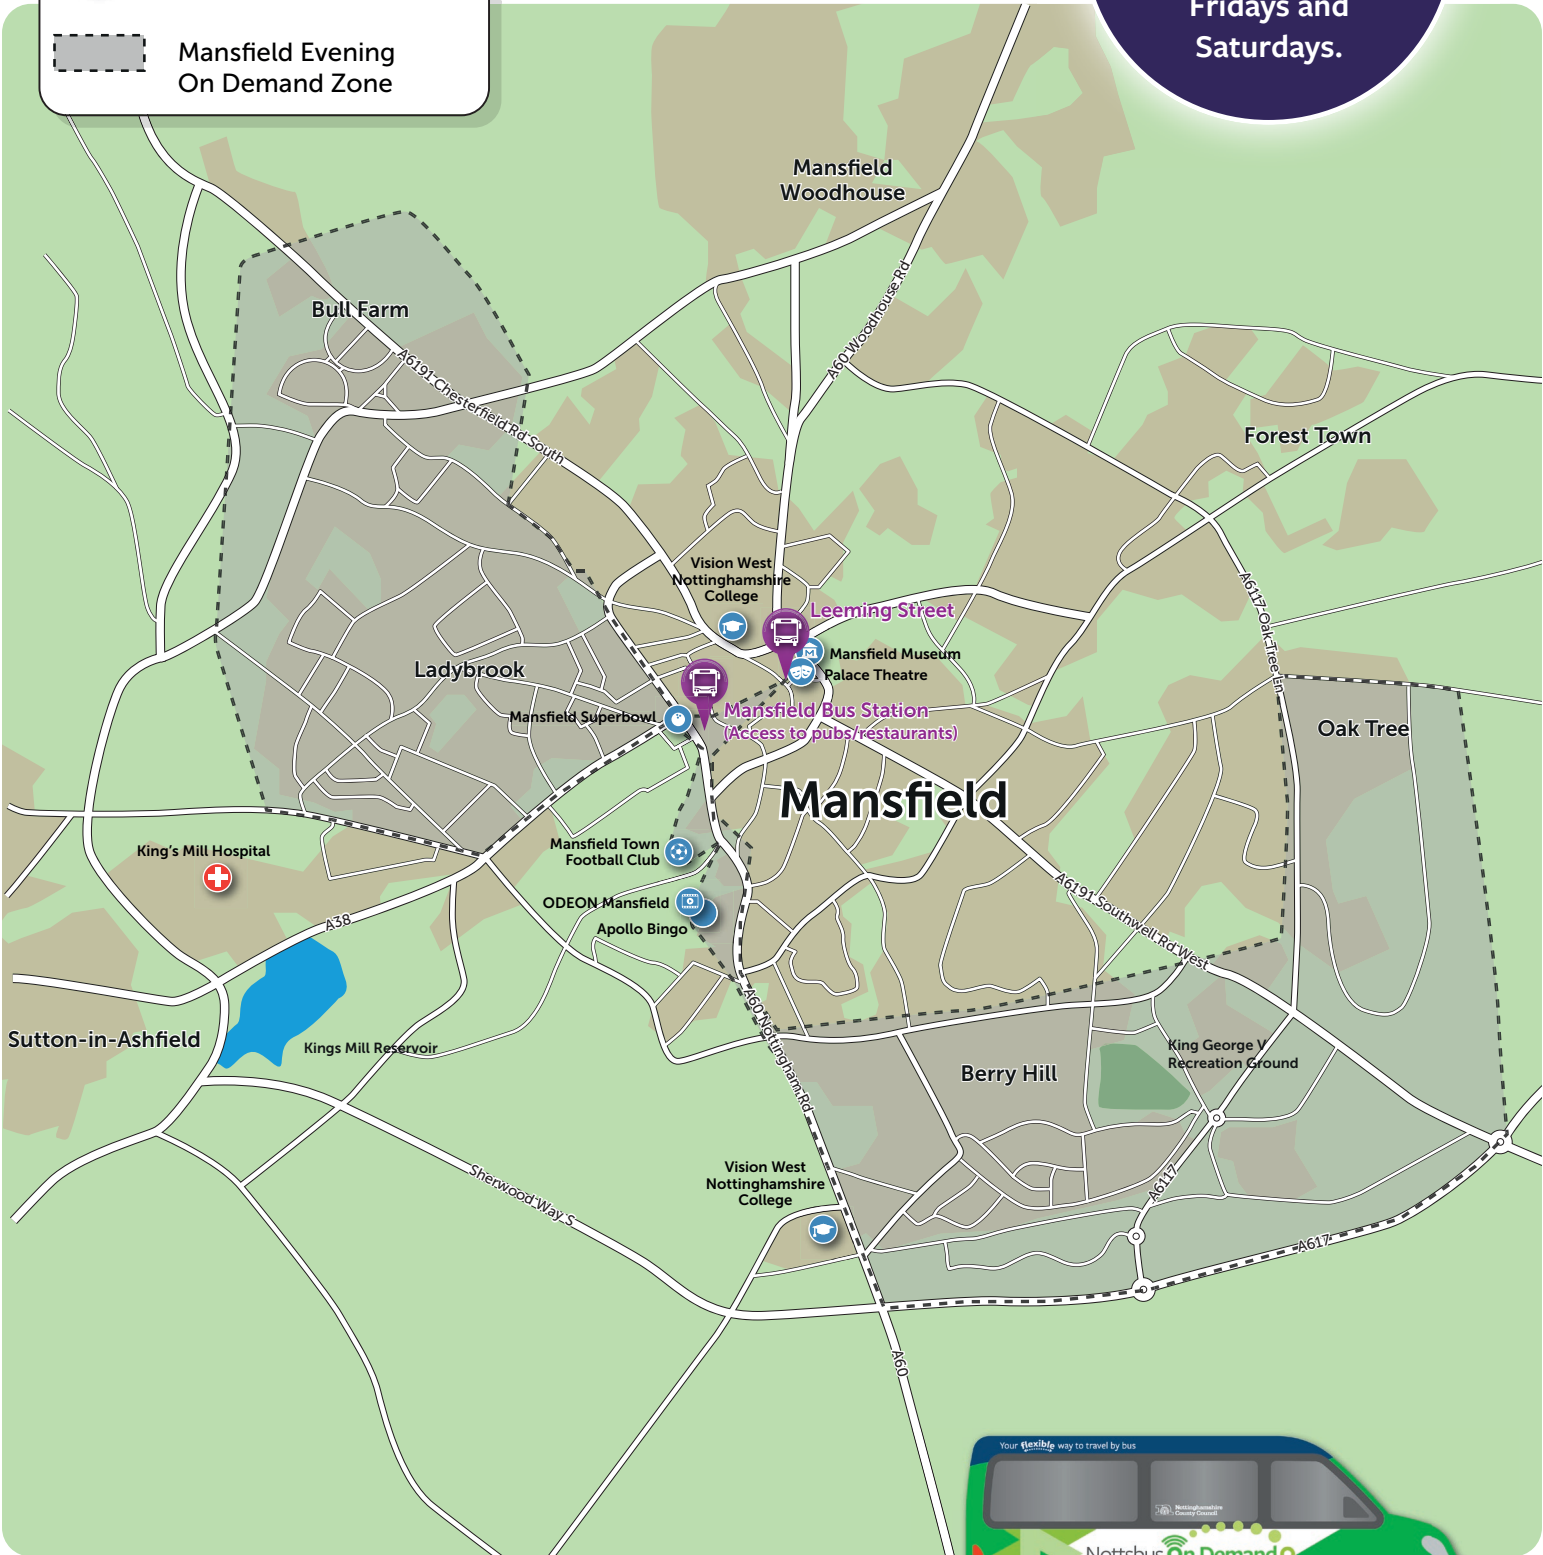 Fridays and
Saturdays.
Mansfield Evening
On Demand Zone
Mansfield
Woodhouse
Bull Farm
A60 Woodhouse Rd
A6191 Chesterfield Rd South
Forest Town
Vision West
Nottinghamshire
College
Leeming Street
A6117 Oak Tree Ln
Mansfield Museum
Palace Theatre
Ladybrook
Mansfield Superbowl
Mansfield Bus Station
(Access to pubs/restaurants)
Oak Tree
Mansfield
Mansfield Town
Football Club
King's Mill Hospital
ODEON Mansfield
Apollo Bingo
A38
A6191 Southwell Rd West
A60 Nottingham Rd
Sutton-in-Ashfield
Kings Mill Reservoir
King George V
Recreation Ground
Berry Hill
Vision West
Nottinghamshire
College
Sherwood Way S
A6117
A617
A60
Your flexible way to travel by bus
Nottinghamshire
County Council
Nottsbus On Demand